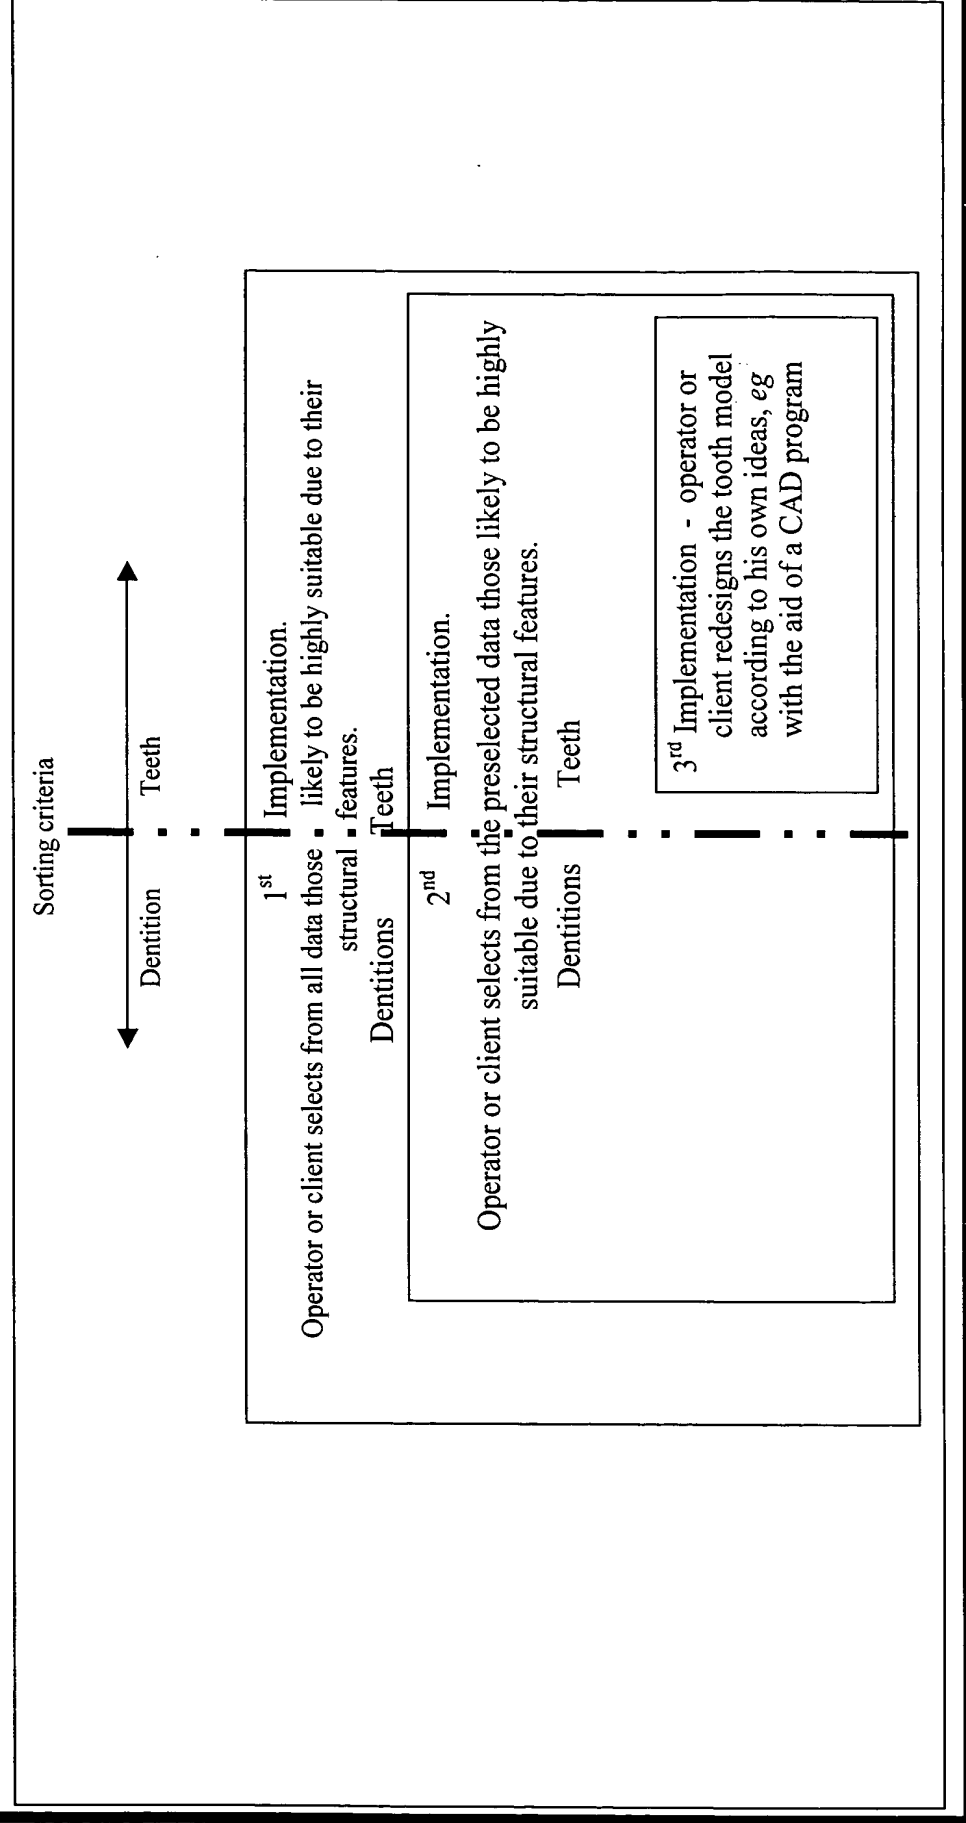 Sorting criteria
Dentition Teeth
1st Implementation.
Operator or client selects from all data those likely to be highly suitable due to their
structural features.
Dentitions Teeth
2nd Implementation.
Operator or client selects from the preselected data those likely to be highly
suitable due to their structural features.
Dentitions Teeth
3rd Implementation - operator or
client redesigns the tooth model
according to his own ideas, eg
with the aid of a CAD program